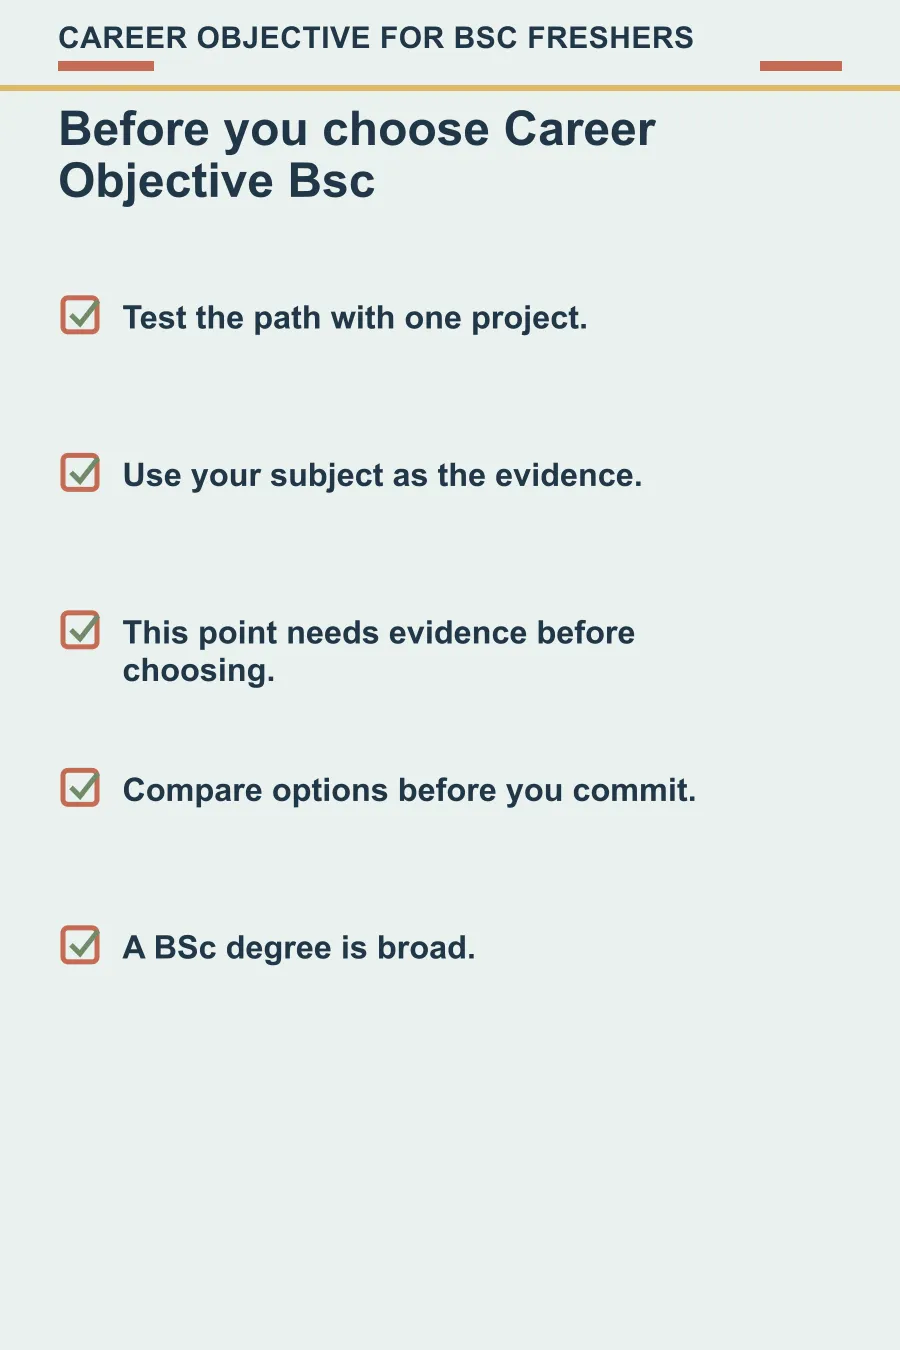 CAREER OBJECTIVE FOR BSC FRESHERS
Before you choose Career
Objective Bsc
Test the path with one project.
Use your subject as the evidence.
This point needs evidence before
choosing.
Compare options before you commit.
A BSc degree is broad.